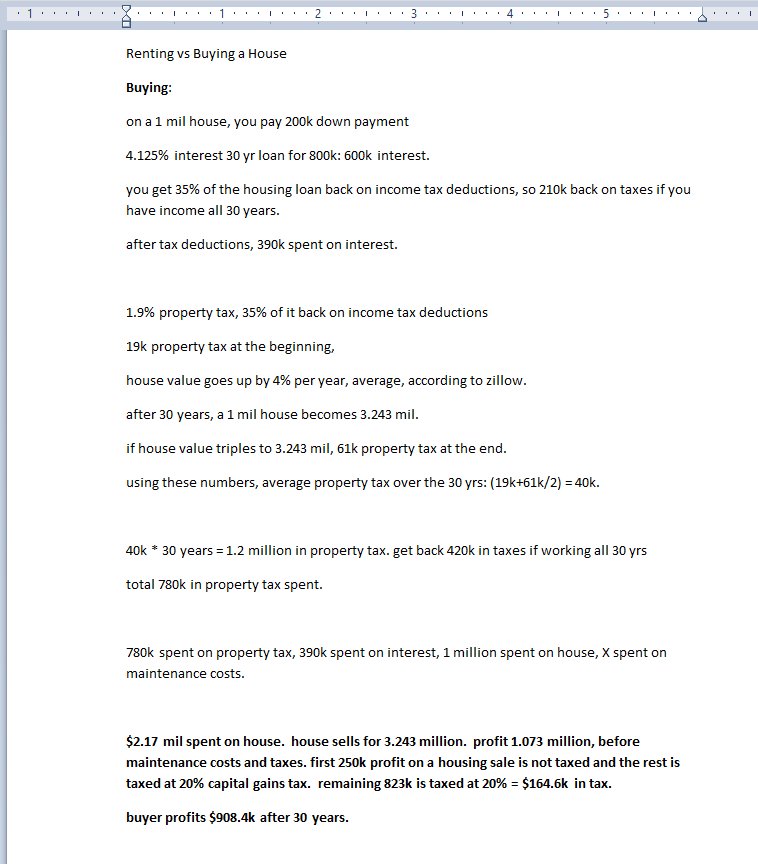 1 1 2 3 4 5
Renting vs Buying a House
Buying:
on a 1 mil house, you pay 200k down payment
4.125% interest 30 yr loan for 800k: 600k interest.
you get 35% of the housing loan back on income tax deductions, so 210k back on taxes if you
have income all 30 years.
after tax deductions, 390k spent on interest.
1.9% property tax, 35% of it back on income tax deductions
19k property tax at the beginning,
house value goes up by 4% per year, average, according to zillow.
after 30 years, a 1 mil house becomes 3.243 mil.
if house value triples to 3.243 mil, 61k property tax at the end.
using these numbers, average property tax over the 30 yrs: (19k+61k/2) = 40k.
40k * 30 years = 1.2 million in property tax. get back 420k in taxes if working all 30 yrs
total 780k in property tax spent.
780k spent on property tax, 390k spent on interest, 1 million spent on house, X spent on
maintenance costs.
$2.17 mil spent on house. house sells for 3.243 million. profit 1.073 million, before
maintenance costs and taxes. first 250k profit on a housing sale is not taxed and the rest is
taxed at 20% capital gains tax. remaining 823k is taxed at 20% = $164.6k in tax.
buyer profits $908.4k after 30 years.